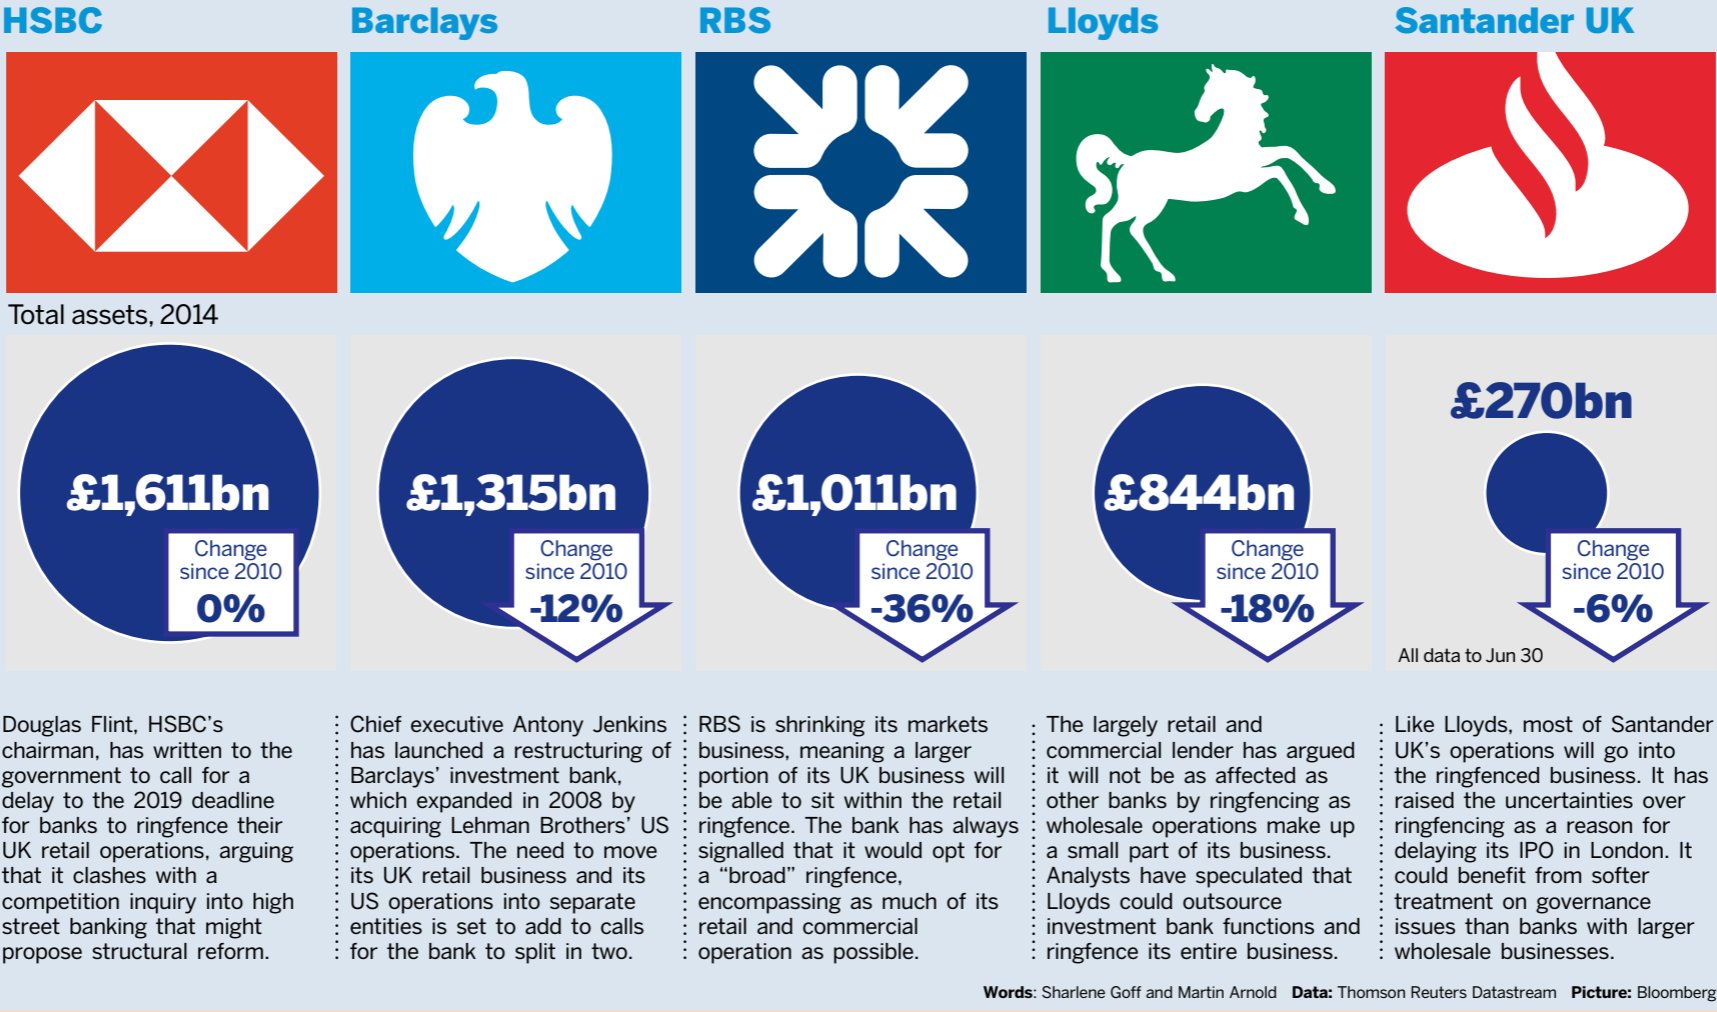 HSBC
Barclays
RBS
Lloyds
Santander UK
Total assets, 2014
£1,611bn
Change
since 2010
0%
£1,315bn
Change
since 2010
-12%
£1,011bn
Change
since 2010
-36%
£844bn
Change
since 2010
-18%
£270bn
Change
since 2010
-6%
All data to Jun 30
Douglas Flint, HSBC's
chairman, has written to the
government to call for a
delay to the 2019 deadline
for banks to ringfence their
UK retail operations, arguing
that it clashes with a
competition inquiry into high
street banking that might
propose structural reform.
Chief executive Antony Jenkins
has launched a restructuring of
Barclays' investment bank,
which expanded in 2008 by
acquiring Lehman Brothers' US
operations. The need to move
its UK retail business and its
US operations into separate
entities is set to add to calls
for the bank to split in two.
RBS is shrinking its markets
business, meaning a larger
portion of its UK business will
be able to sit within the retail
ringfence. The bank has always
signalled that it would opt for
a “broad” ringfence,
encompassing as much of its
retail and commercial
operation as possible.
The largely retail and
commercial lender has argued
it will not be as affected as
other banks by ringfencing as
wholesale operations make up
a small part of its business.
Analysts have speculated that
Lloyds could outsource
investment bank functions and
ringfence its entire business.
Like Lloyds, most of Santander
UK's operations will go into
the ringfenced business. It has
raised the uncertainties over
ringfencing as a reason for
delaying its IPO in London. It
could benefit from softer
treatment on governance
issues than banks with larger
wholesale businesses.
Words: Sharlene Goff and Martin Arnold Data: Thomson Reuters Datastream Picture: Bloomberg